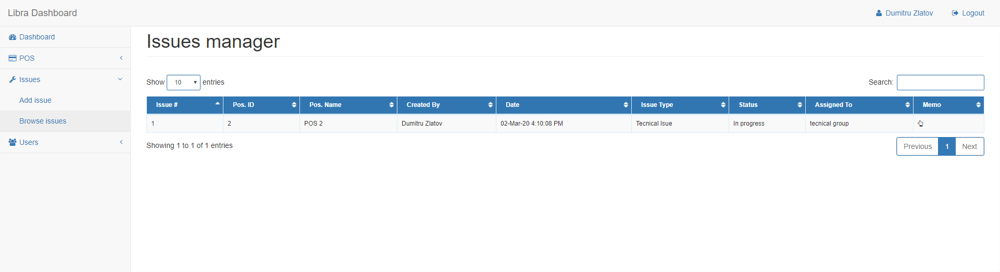 Libra Dashboard
Dumitru Zlatov
Logout
Dashboard
POS
Issues
Add issue
Browse issues
Users
Issues manager
Show 10 entries
Search:
Issue # Pos. ID Pos. Name Created By Date Issue Type Status Assigned To Memo
1 2 POS 2 Dumitru Zlatov 02-Mar-20 4:10:08 PM Tecnical Isue In progress tecnical group
Showing 1 to 1 of 1 entries
Previous 1 Next